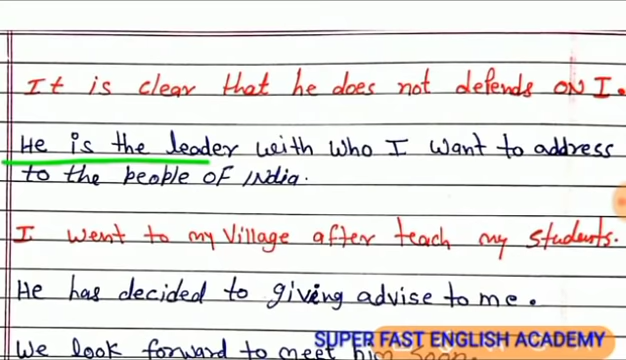 It is clear that he does not defends ON I.
He is the leader with who I want to address
to the people OF INdia.
I went to my village after teach my students.
He has decided to giving advise to me.
We look forward to meet him soon.
SUPER FAST ENGLISH ACADEMY